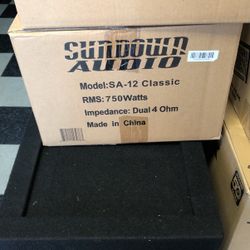 SUNDOWN
AUDIO
Model:SA-12 Classic
RMS:750Watts
Impedance: Dual 4 Ohm
Made in China